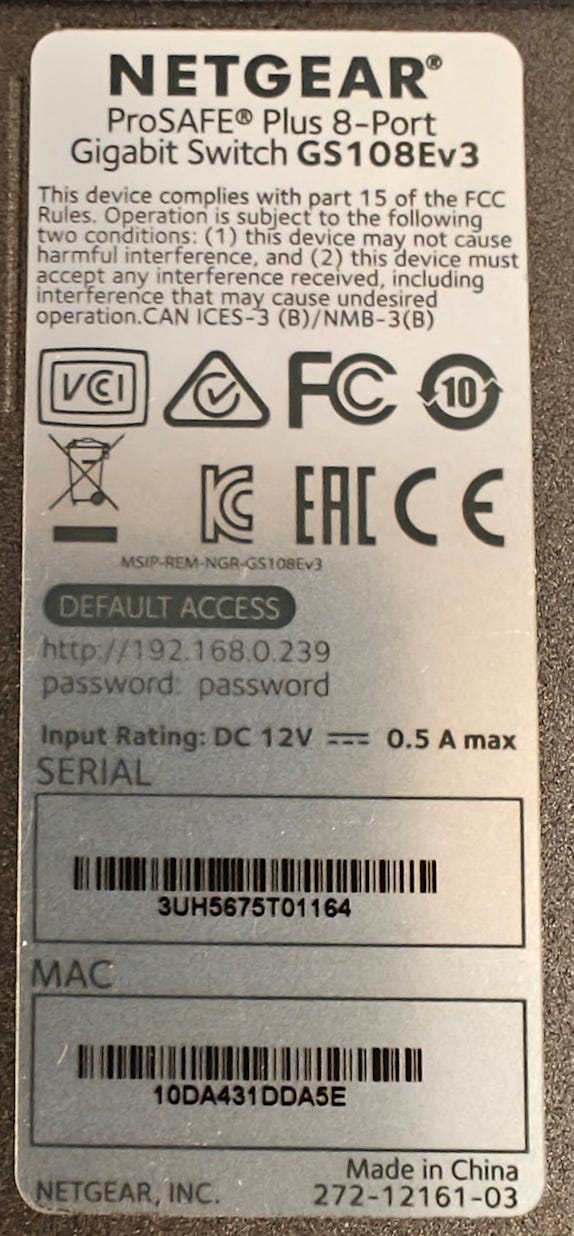 NETGEAR®
ProSAFE® Plus 8-Port
Gigabit Switch GS108Ev3
This device complies with part 15 of the FCC
Rules. Operation is subject to the following
two conditions: (1) this device may not cause
harmful interference, and (2) this device must
accept any interference received, including
interference that may cause undesired
operation.CAN ICES-3 (B)/NMB-3(B)
VCI FC 10
KC EAC CE
MSIP-REM-NGR-GS108Ev3
DEFAULT ACCESS
http://192.168.0.239
password: password
Input Rating: DC 12V ⎓ 0.5 A max
SERIAL
3UH5675T01164
MAC
10DA431DDA5E
Made in China
NETGEAR, INC. 272-12161-03